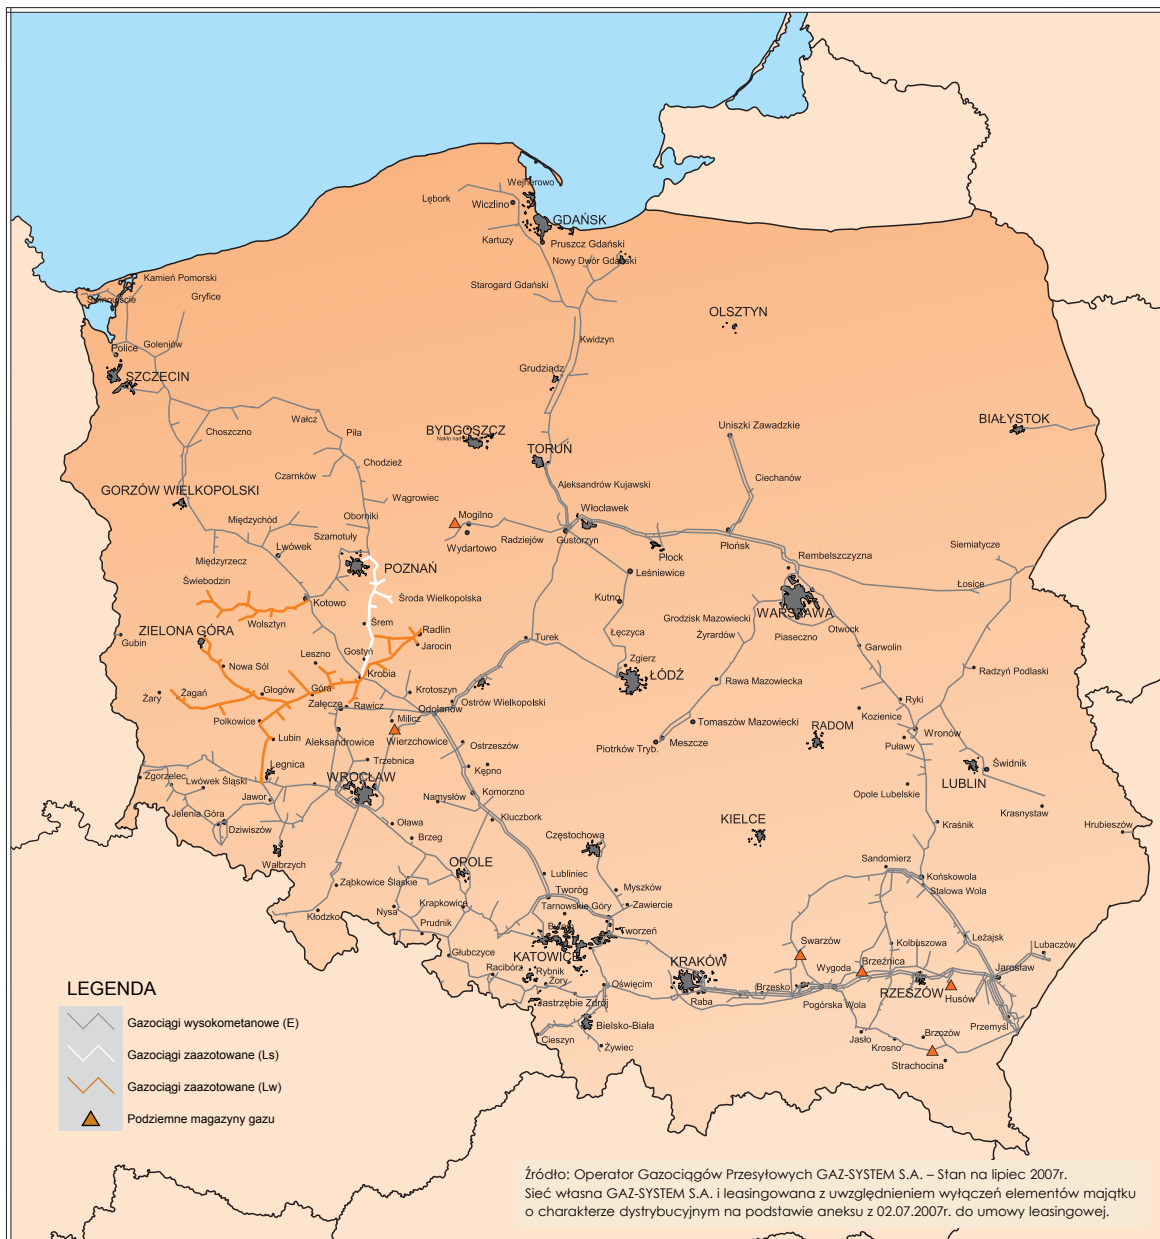 Wejherowo
Lębork
Wiczlino
GDAŃSK
Kartuzy
Pruszcz Gdański
Nowy Dwór Gdański
Kamień Pomorski
Starogard Gdański
Świnoujście
Gryfice
OLSZTYN
Kwidzyn
Goleniów
Police
SZCZECIN
Grudziądz
Wałcz
BIAŁYSTOK
Choszczno
Piła
BYDGOSZCZ
Nakło nad
Uniszki Zawadzkie
TORUŃ
Chodzież
Czarnków
Ciechanów
Aleksandrów Kujawski
GORZÓW WIELKOPOLSKI
Wągrowiec
Włocławek
Mogilno
Oborniki
Międzychód
Szamotuły
Radziejów
Gustorzyn
Płońsk
Siemiatycze
Wydartowo
Lwówek
Rembelszczyzna
Płock
Międzyrzecz
POZNAŃ
Leśniewice
Świebodzin
Łosice
Kutno
Kotowo
Środa Wielkopolska
WARSZAWA
Grodzisk Mazowiecki
Wolsztyn
Śrem
Otwock
ZIELONA GÓRA
Radlin
Łęczyca
Żyrardów
Piaseczno
Gubin
Jarocin
Turek
Garwolin
Leszno
Gostyń
Zgierz
Nowa Sól
Radzyń Podlaski
Krobia
ŁÓDŹ
Rawa Mazowiecka
Żary
Żagań
Głogów
Góra
Krotoszyn
Ryki
Załęcze
Rawicz
Ostrów Wielkopolski
Kozienice
Odolanów
Polkowice
Milicz
Tomaszów Mazowiecki
RADOM
Wronów
Lubin
Aleksandrowice
Wierzchowice
Ostrzeszów
Piotrków Tryb.
Meszcze
Puławy
Trzebnica
Świdnik
Legnica
Kępno
Zgorzelec
Lwówek Śląski
WROCŁAW
LUBLIN
Komorzno
Opole Lubelskie
Jawor
Namysłów
Jelenia Góra
Krasnystaw
Oława
Kluczbork
KIELCE
Kraśnik
Dziwiszów
Hrubieszów
Częstochowa
Brzeg
Wałbrzych
OPOLE
Sandomierz
Lubliniec
Końskowola
Ząbkowice Śląskie
Tworóg
Myszków
Stalowa Wola
Krapkowice
Tarnowskie Góry
Zawiercie
Kłodzko
Nysa
Prudnik
Tworzeń
Leżajsk
Swarzów
Kolbuszowa
Lubaczów
Głubczyce
KATOWICE
KRAKÓW
Wygoda
Brzeźnica
Racibórz
Rybnik
Jarosław
Żory
Oświęcim
Brzesko
RZESZÓW
Husów
Jastrzębie Zdrój
Raba
Pogórska Wola
Przemyśl
Bielsko-Biała
Cieszyn
Żywiec
Jasło
Krosno
Brzozów
Strachocina
LEGENDA
Gazociągi wysokometanowe (E)
Gazociągi zaazotowane (Ls)
Gazociągi zaazotowane (Lw)
Podziemne magazyny gazu
Źródło: Operator Gazociągów Przesyłowych GAZ-SYSTEM S.A. – Stan na lipiec 2007r.
Sieć własna GAZ-SYSTEM S.A. i leasingowana z uwzględnieniem wyłączeń elementów majątku
o charakterze dystrybucyjnym na podstawie aneksu z 02.07.2007r. do umowy leasingowej.